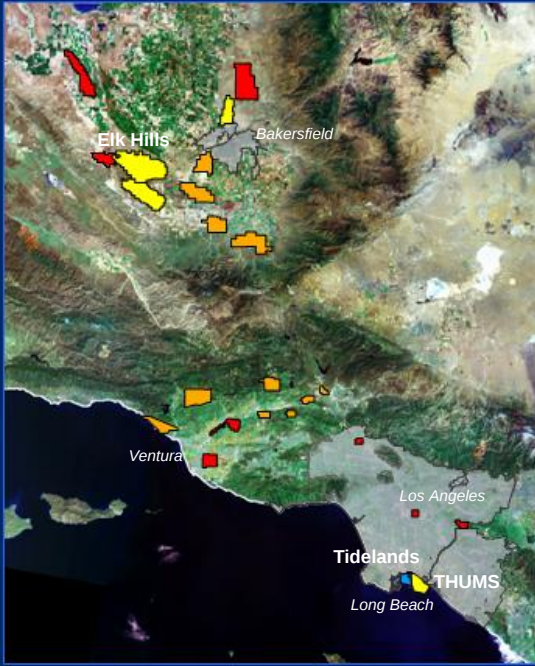 Bakersfield
Elk Hills
Ventura
Los Angeles
Tidelands
THUMS
Long Beach